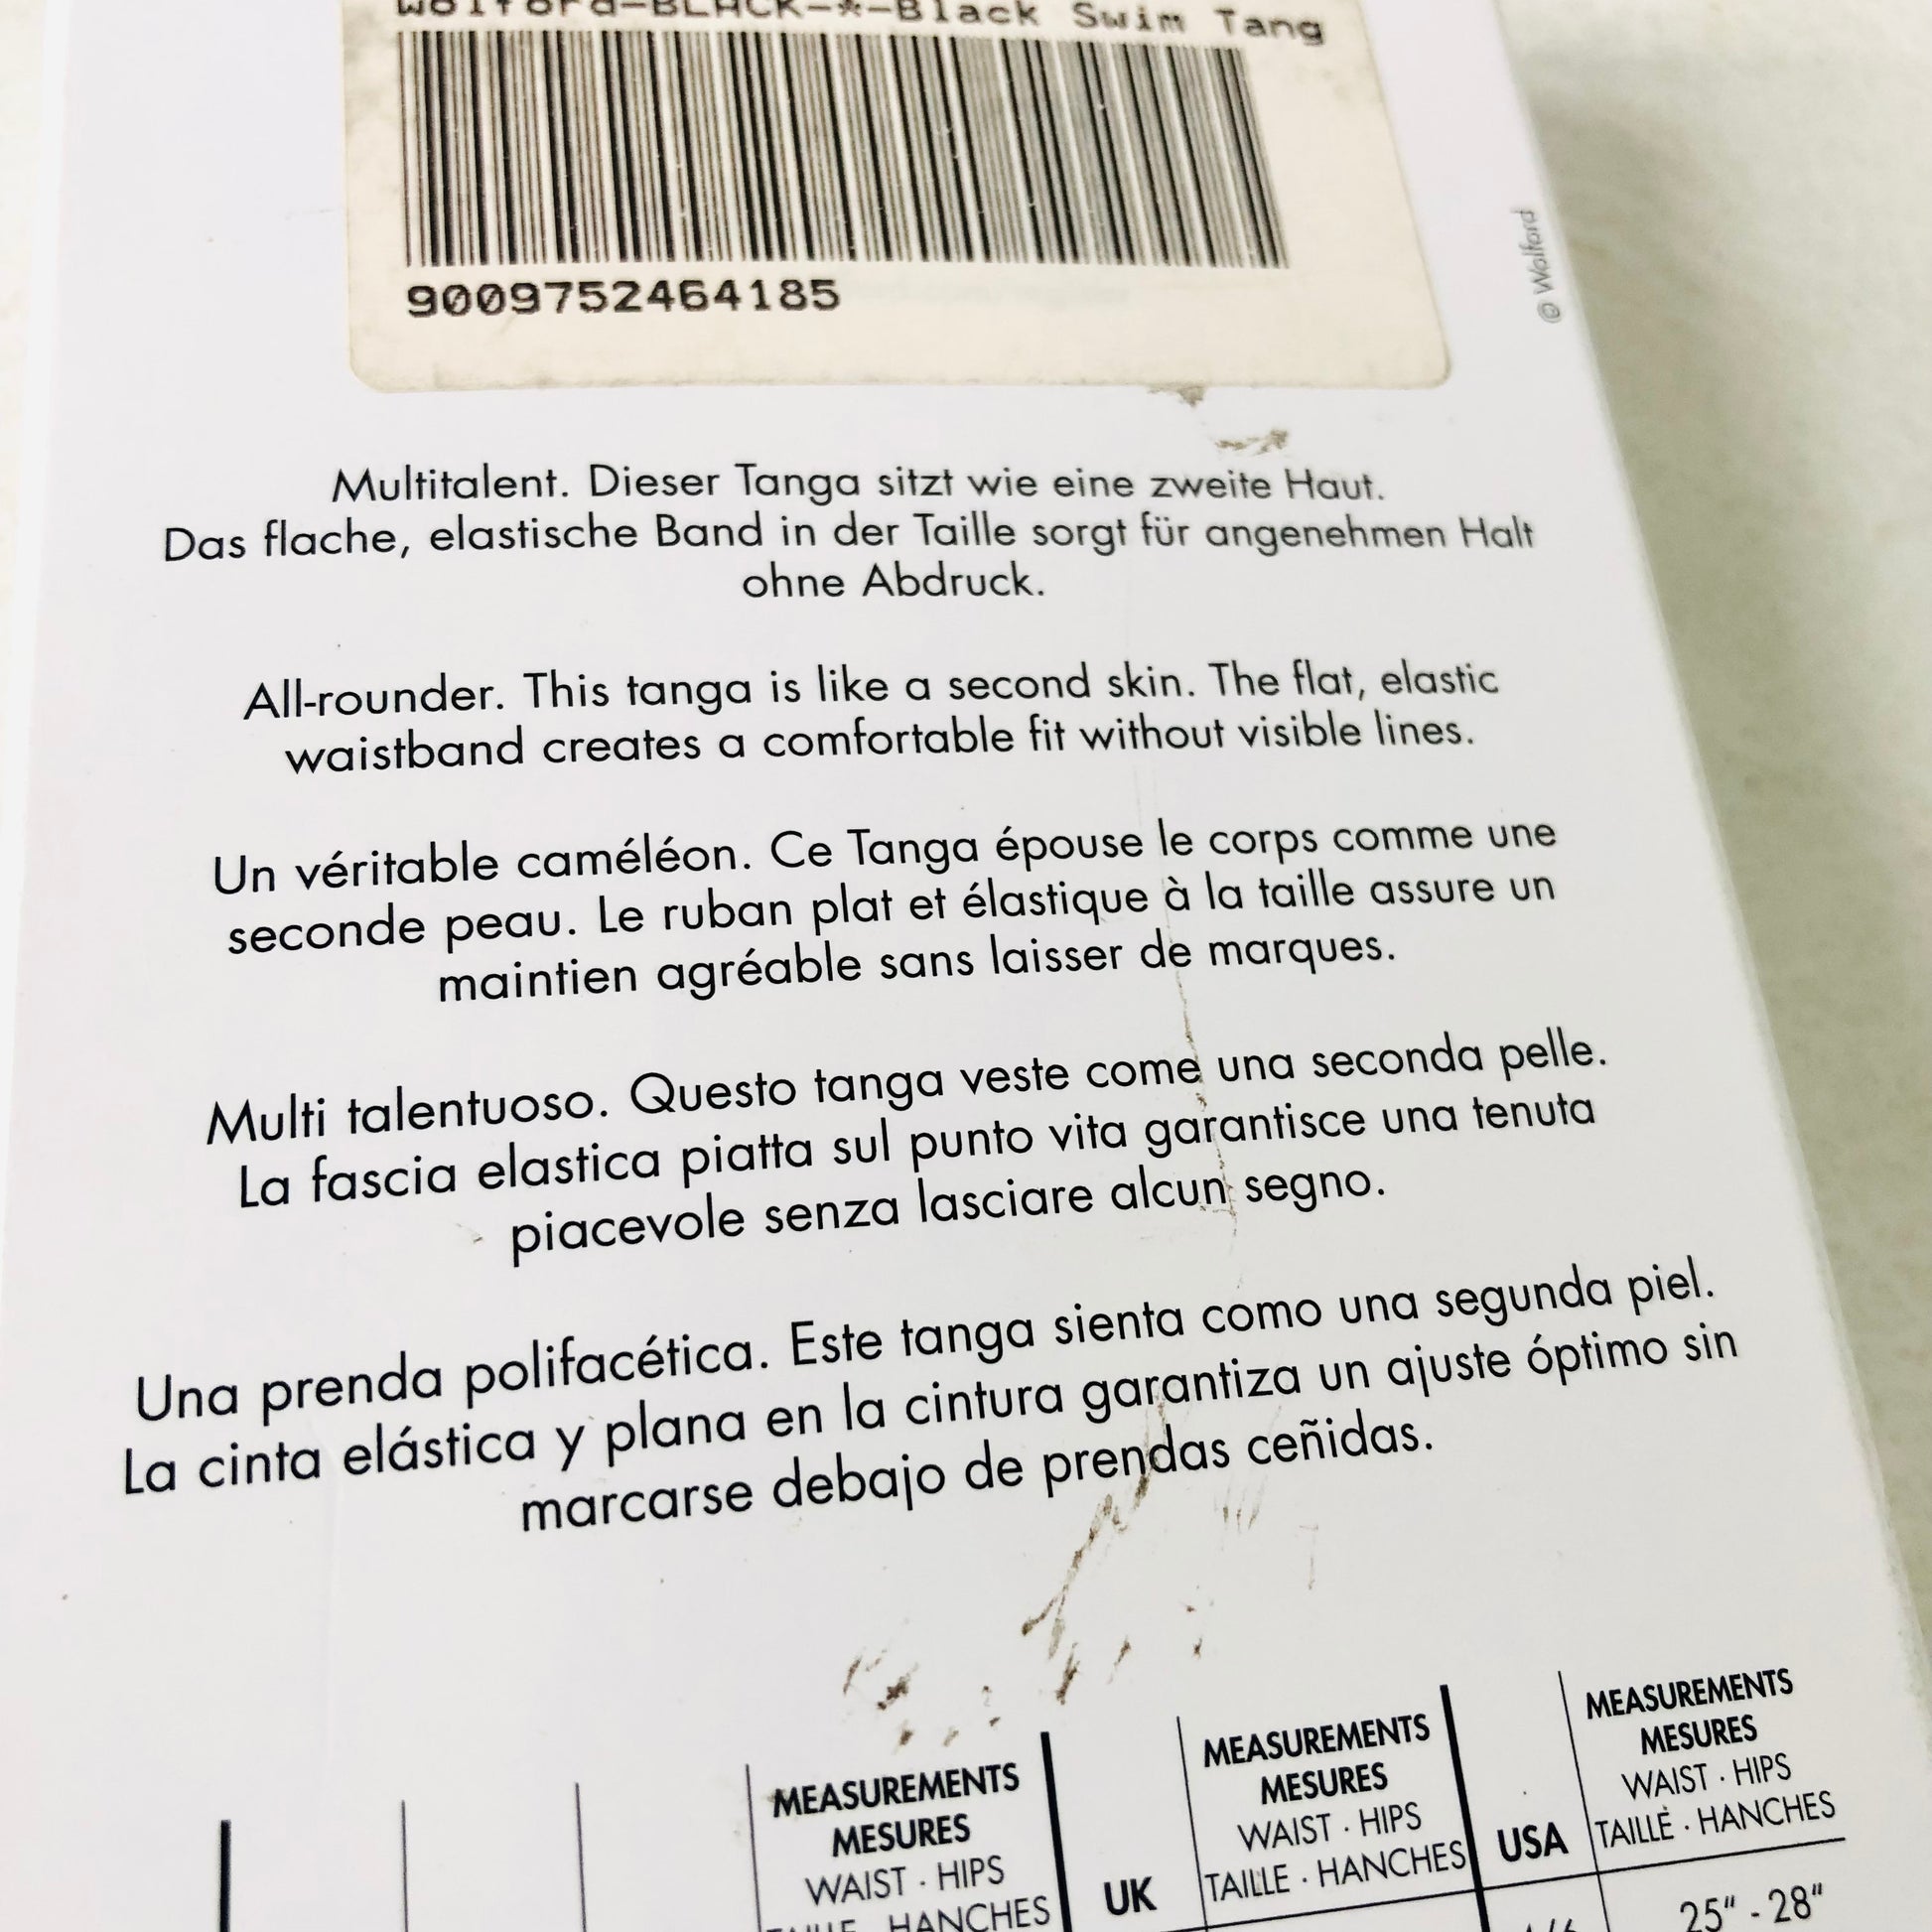 Wolford-BLACK-*-Black Swim Tang
9009752464185
© Wolford
Multitalent. Dieser Tanga sitzt wie eine zweite Haut.
Das flache, elastische Band in der Taille sorgt für angenehmen Halt
ohne Abdruck.
All-rounder. This tanga is like a second skin. The flat, elastic
waistband creates a comfortable fit without visible lines.
Un véritable caméléon. Ce Tanga épouse le corps comme une
seconde peau. Le ruban plat et élastique à la taille assure un
maintien agréable sans laisser de marques.
Multi talentuoso. Questo tanga veste come una seconda pelle.
La fascia elastica piatta sul punto vita garantisce una tenuta
piacevole senza lasciare alcun segno.
Una prenda polifacética. Este tanga sienta como una segunda piel.
La cinta elástica y plana en la cintura garantiza un ajuste óptimo sin
marcarse debajo de prendas ceñidas.
MEASUREMENTS
MESURES
WAIST · HIPS
HANCHES
UK
MEASUREMENTS
MESURES
WAIST · HIPS
TAILLE · HANCHES
USA
MEASUREMENTS
MESURES
WAIST · HIPS
TAILLE · HANCHES
25" - 28"